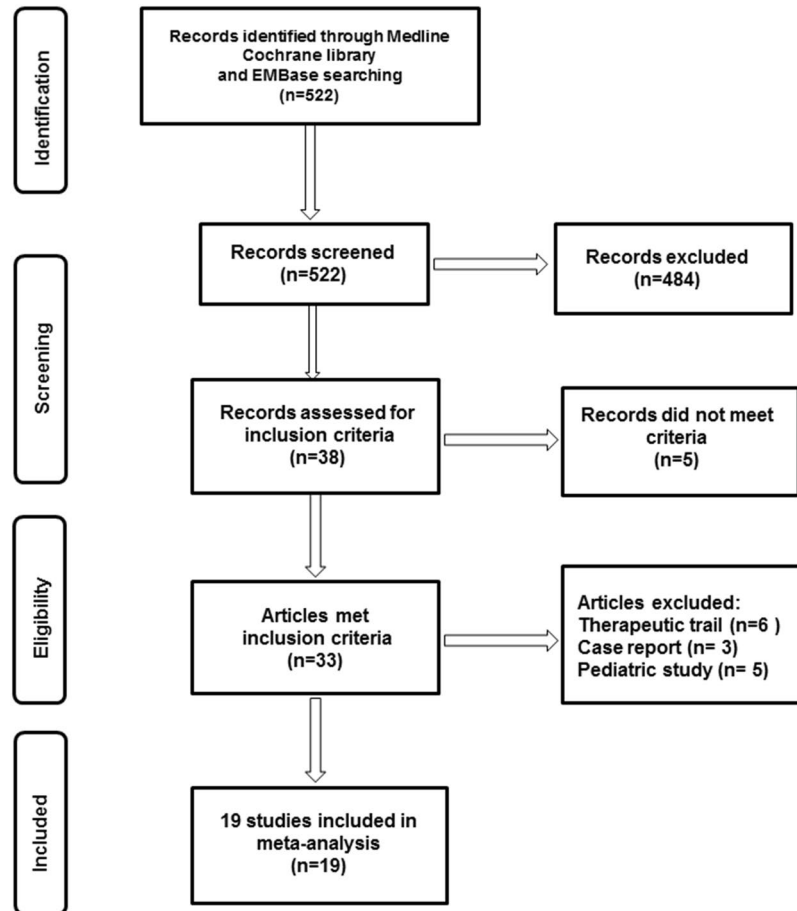 Identification
Records identified through Medline
Cochrane library
and EMBase searching
(n=522)
Screening
Records screened
(n=522)
Records excluded
(n=484)
Records assessed for
inclusion criteria
(n=38)
Records did not meet
criteria
(n=5)
Eligibility
Articles met
inclusion criteria
(n=33)
Articles excluded:
Therapeutic trail (n=6 )
Case report (n= 3)
Pediatric study (n= 5)
Included
19 studies included in
meta-analysis
(n=19)